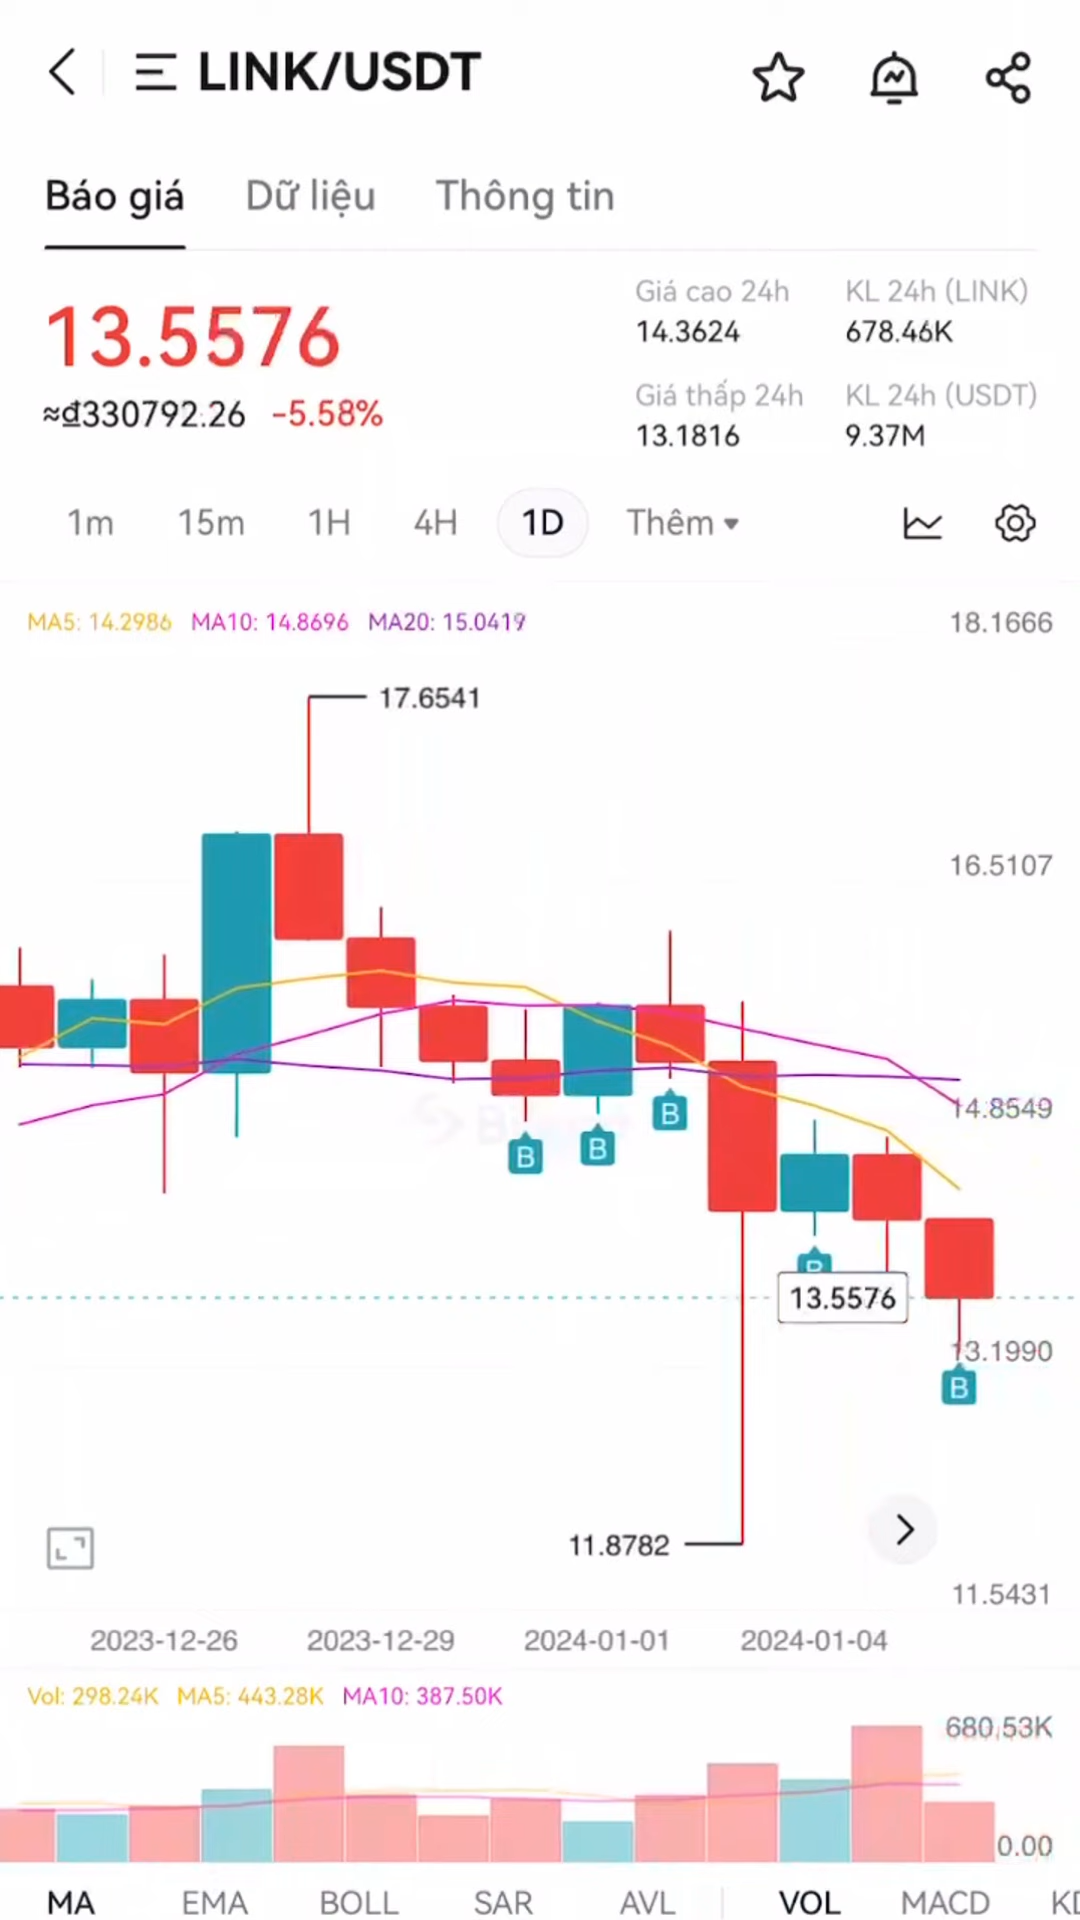 LINK/USDT
Báo giá Dữ liệu Thông tin
13.5576
≈đ330792.26 -5.58%
Giá cao 24h KL 24h (LINK)
14.3624 678.46K
Giá thấp 24h KL 24h (USDT)
13.1816 9.37M
1m 15m 1H 4H 1D Thêm
MA5: 14.2986 MA10: 14.8696 MA20: 15.0419
18.1666
17.6541
16.5107
14.8549
B
B
B
B
13.5576
13.1990
B
11.8782
11.5431
2023-12-26 2023-12-29 2024-01-01 2024-01-04
Vol: 298.24K MA5: 443.28K MA10: 387.50K
680.53K
0.00
MA EMA BOLL SAR AVL VOL MACD